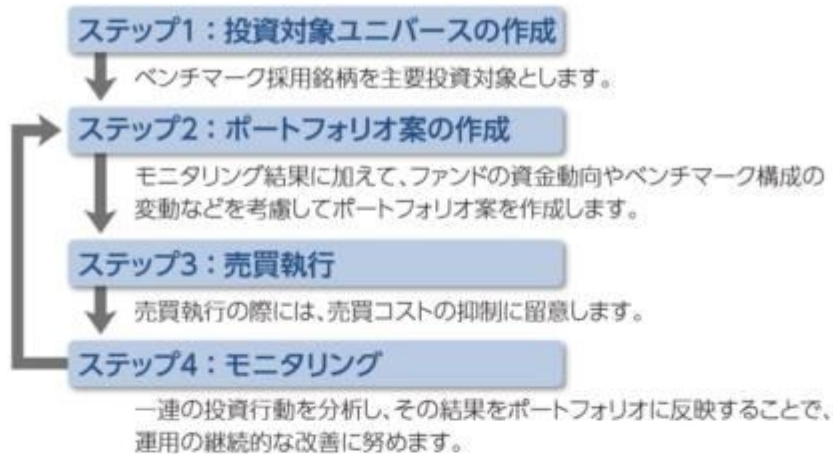 ステップ1：投資対象ユニバースの作成
ベンチマーク採用銘柄を主要投資対象とします。
ステップ2：ポートフォリオ案の作成
モニタリング結果に加えて、ファンドの資金動向やベンチマーク構成の
変動などを考慮してポートフォリオ案を作成します。
ステップ3：売買執行
売買執行の際には、売買コストの抑制に留意します。
ステップ4：モニタリング
一連の投資行動を分析し、その結果をポートフォリオに反映することで、
運用の継続的な改善に努めます。